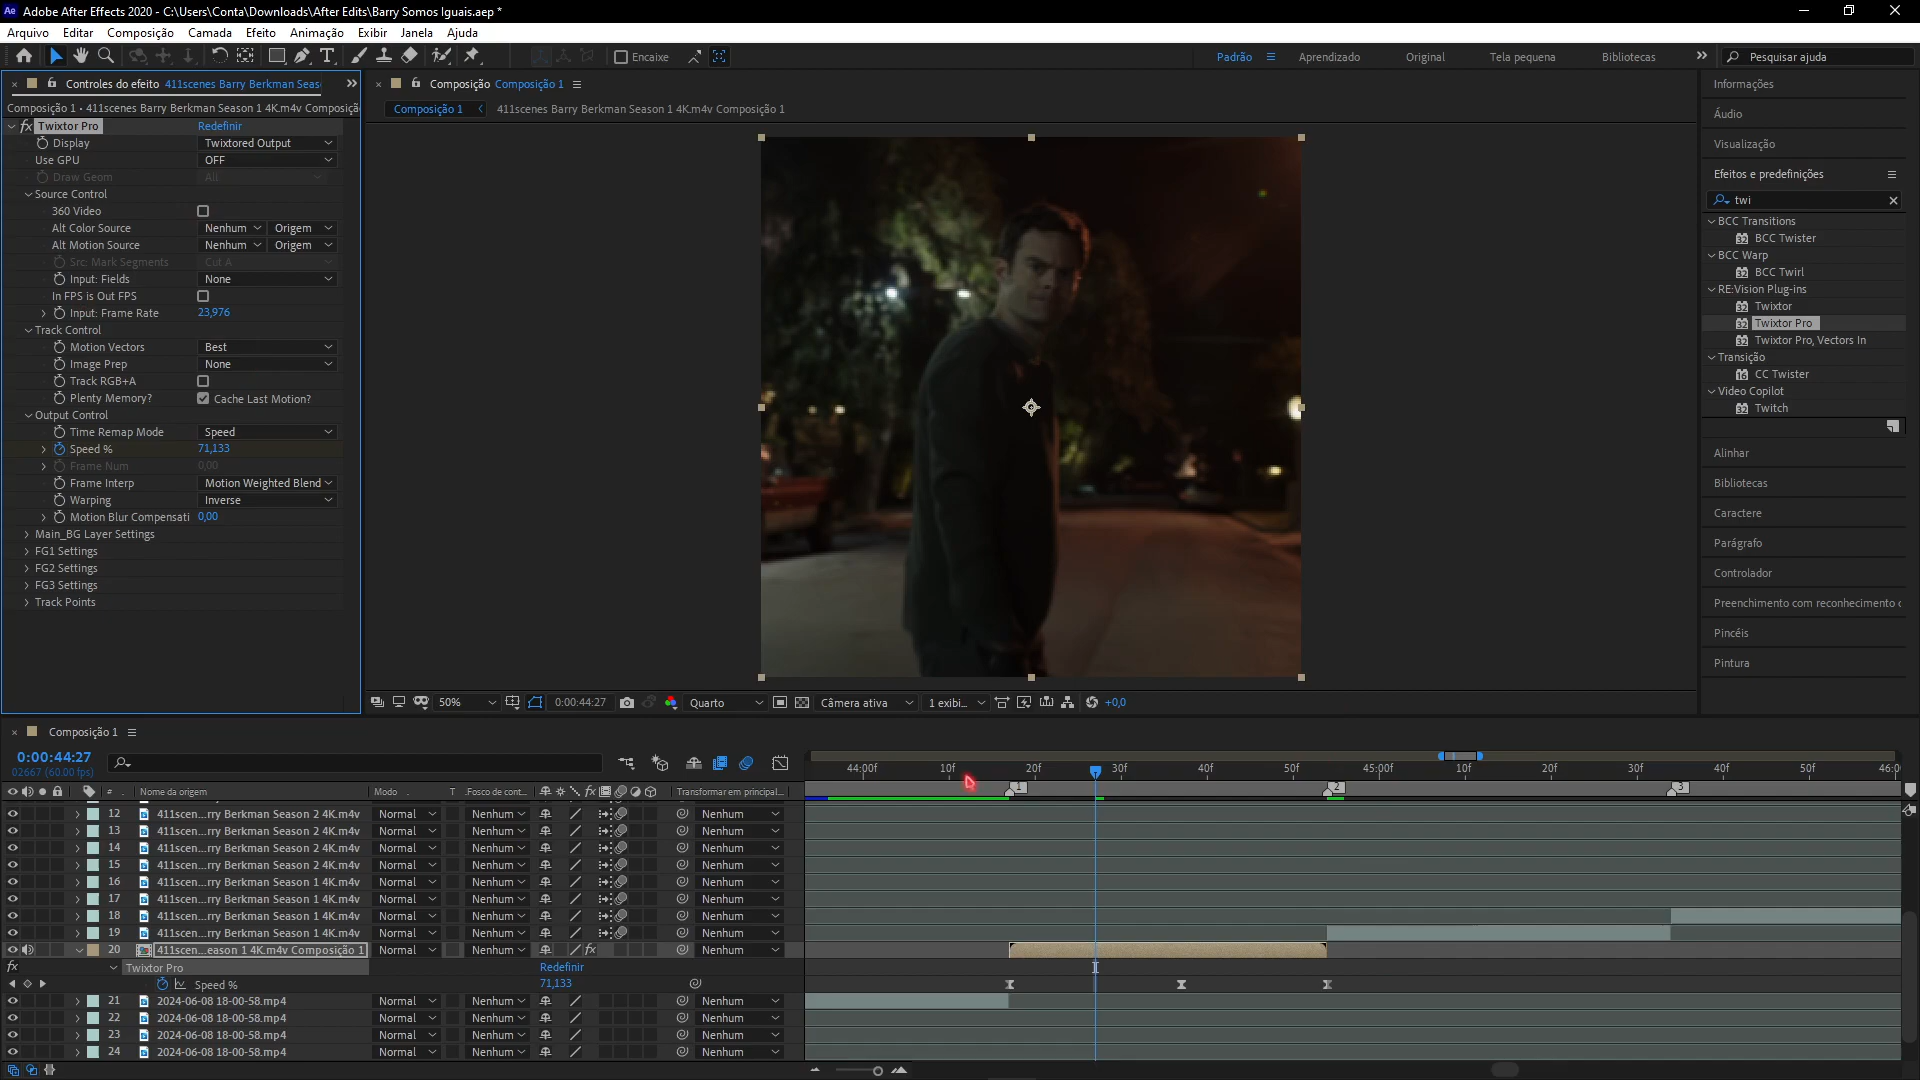 Adobe After Effects 2020 - C:\Users\Conta\Downloads\After Edits\Barry Somos Iguais.aep *
Arquivo Editar Composição Camada Efeito Animação Exibir Janela Ajuda
Encaixe
Padrão Aprendizado Original Tela pequena Bibliotecas
Pesquisar ajuda
Controles do efeito 411scenes Barry Berkman Seas
Composição 1 • 411scenes Barry Berkman Season 1 4K.m4v Composiçã
fx Twixtor Pro Redefinir
Display Twixtored Output
Use GPU OFF
Draw Geom All
Source Control
360 Video
Alt Color Source Nenhum Origem
Alt Motion Source Nenhum Origem
Src: Mark Segments Cut A
Input: Fields None
In FPS is Out FPS
Input: Frame Rate 23,976
Track Control
Motion Vectors Best
Image Prep None
Track RGB+A
Plenty Memory? Cache Last Motion?
Output Control
Time Remap Mode Speed
Speed % 71,133
Frame Num 0,00
Frame Interp Motion Weighted Blend
Warping Inverse
Motion Blur Compensati 0,00
Main_BG Layer Settings
FG1 Settings
FG2 Settings
FG3 Settings
Track Points
Composição Composição 1
Composição 1 411scenes Barry Berkman Season 1 4K.m4v Composição 1
50% 0:00:44:27 Quarto Câmera ativa 1 exibi... +0,0
Informações
Áudio
Visualização
Efeitos e predefinições
twi
BCC Transitions
32 BCC Twister
BCC Warp
32 BCC Twirl
RE:Vision Plug-ins
32 Twixtor
32 Twixtor Pro
32 Twixtor Pro, Vectors In
Transição
16 CC Twister
Video Copilot
32 Twitch
Alinhar
Bibliotecas
Caractere
Parágrafo
Controlador
Preenchimento com reconhecimento c
Pincéis
Pintura
Composição 1
0:00:44:27
02667 (60.00 fps)
44:00f 10f 20f 30f 40f 50f 45:00f 10f 20f 30f 40f 50f 46:0
1 2 3
# Nome da origem Modo T .Fosco de cont... Transformar em principal...
12 411scen...rry Berkman Season 2 4K.m4v Normal Nenhum Nenhum
13 411scen...rry Berkman Season 2 4K.m4v Normal Nenhum Nenhum
14 411scen...rry Berkman Season 2 4K.m4v Normal Nenhum Nenhum
15 411scen...rry Berkman Season 2 4K.m4v Normal Nenhum Nenhum
16 411scen...rry Berkman Season 1 4K.m4v Normal Nenhum Nenhum
17 411scen...rry Berkman Season 1 4K.m4v Normal Nenhum Nenhum
18 411scen...rry Berkman Season 1 4K.m4v Normal Nenhum Nenhum
19 411scen...rry Berkman Season 1 4K.m4v Normal Nenhum Nenhum
20 411scen...eason 1 4K.m4v Composição 1 Normal Nenhum fx Nenhum
fx Twixtor Pro Redefinir
Speed % 71,133
21 2024-06-08 18-00-58.mp4 Normal Nenhum Nenhum
22 2024-06-08 18-00-58.mp4 Normal Nenhum Nenhum
23 2024-06-08 18-00-58.mp4 Normal Nenhum Nenhum
24 2024-06-08 18-00-58.mp4 Normal Nenhum Nenhum